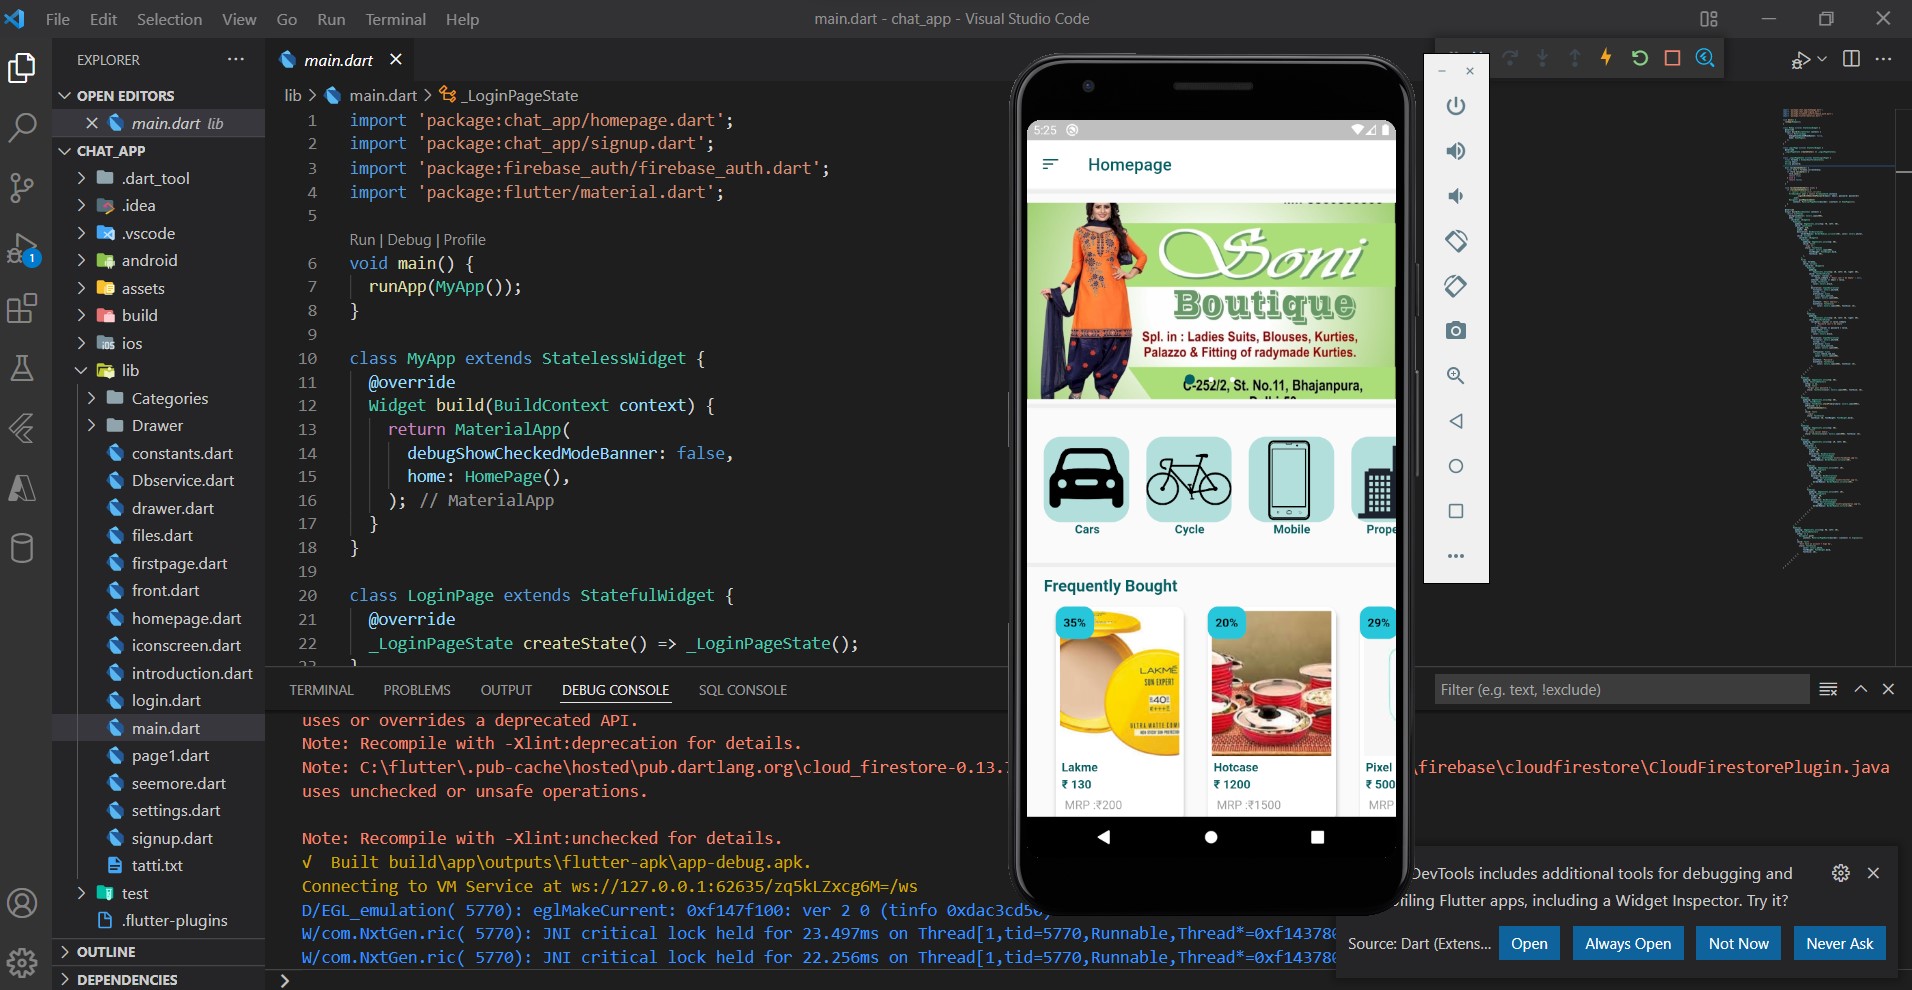 File Edit Selection View Go Run Terminal Help
main.dart - chat_app - Visual Studio Code
EXPLORER
OPEN EDITORS
main.dart lib
CHAT_APP
.dart_tool
.idea
.vscode
android
assets
build
ios
lib
Categories
Drawer
constants.dart
Dbservice.dart
drawer.dart
files.dart
firstpage.dart
front.dart
homepage.dart
iconscreen.dart
introduction.dart
login.dart
main.dart
page1.dart
seemore.dart
settings.dart
signup.dart
tatti.txt
test
.flutter-plugins
OUTLINE
DEPENDENCIES
1
main.dart
lib > main.dart > _LoginPageState
1 import 'package:chat_app/homepage.dart';
2 import 'package:chat_app/signup.dart';
3 import 'package:firebase_auth/firebase_auth.dart';
4 import 'package:flutter/material.dart';
5
Run | Debug | Profile
6 void main() {
7 runApp(MyApp());
8 }
9
10 class MyApp extends StatelessWidget {
11 @override
12 Widget build(BuildContext context) {
13 return MaterialApp(
14 debugShowCheckedModeBanner: false,
15 home: HomePage(),
16 ); // MaterialApp
17 }
18 }
19
20 class LoginPage extends StatefulWidget {
21 @override
22 _LoginPageState createState() => _LoginPageState();
TERMINAL PROBLEMS OUTPUT DEBUG CONSOLE SQL CONSOLE
Filter (e.g. text, !exclude)
uses or overrides a deprecated API.
Note: Recompile with -Xlint:deprecation for details.
Note: C:\flutter\.pub-cache\hosted\pub.dartlang.org\cloud_firestore-0.13. \firebase\cloudfirestore\CloudFirestorePlugin.java
uses unchecked or unsafe operations.
Note: Recompile with -Xlint:unchecked for details.
√ Built build\app\outputs\flutter-apk\app-debug.apk.
Connecting to VM Service at ws://127.0.0.1:62635/zq5kLZxcg6M=/ws
D/EGL_emulation( 5770): eglMakeCurrent: 0xf147f100: ver 2 0 (tinfo 0xdac3cd50)
W/com.NxtGen.ric( 5770): JNI critical lock held for 23.497ms on Thread[1,tid=5770,Runnable,Thread*=0xf14378
W/com.NxtGen.ric( 5770): JNI critical lock held for 22.256ms on Thread[1,tid=5770,Runnable,Thread*=0xf14378
5:25
Homepage
Soni
Boutique
Spl. in : Ladies Suits, Blouses, Kurties,
Palazzo & Fitting of radymade Kurties.
C-252/2, St. No.11, Bhajanpura,
Cars Cycle Mobile Prope
Frequently Bought
35% 20% 29%
LAKMÉ
SUN EXPERT
40
ULTRA MATTE
Lakme Hotcase Pixel
₹ 130 ₹ 1200 ₹ 500
MRP :₹200 MRP :₹1500 MRP
DevTools includes additional tools for debugging and
filing Flutter apps, including a Widget Inspector. Try it?
Source: Dart (Extens... Open Always Open Not Now Never Ask